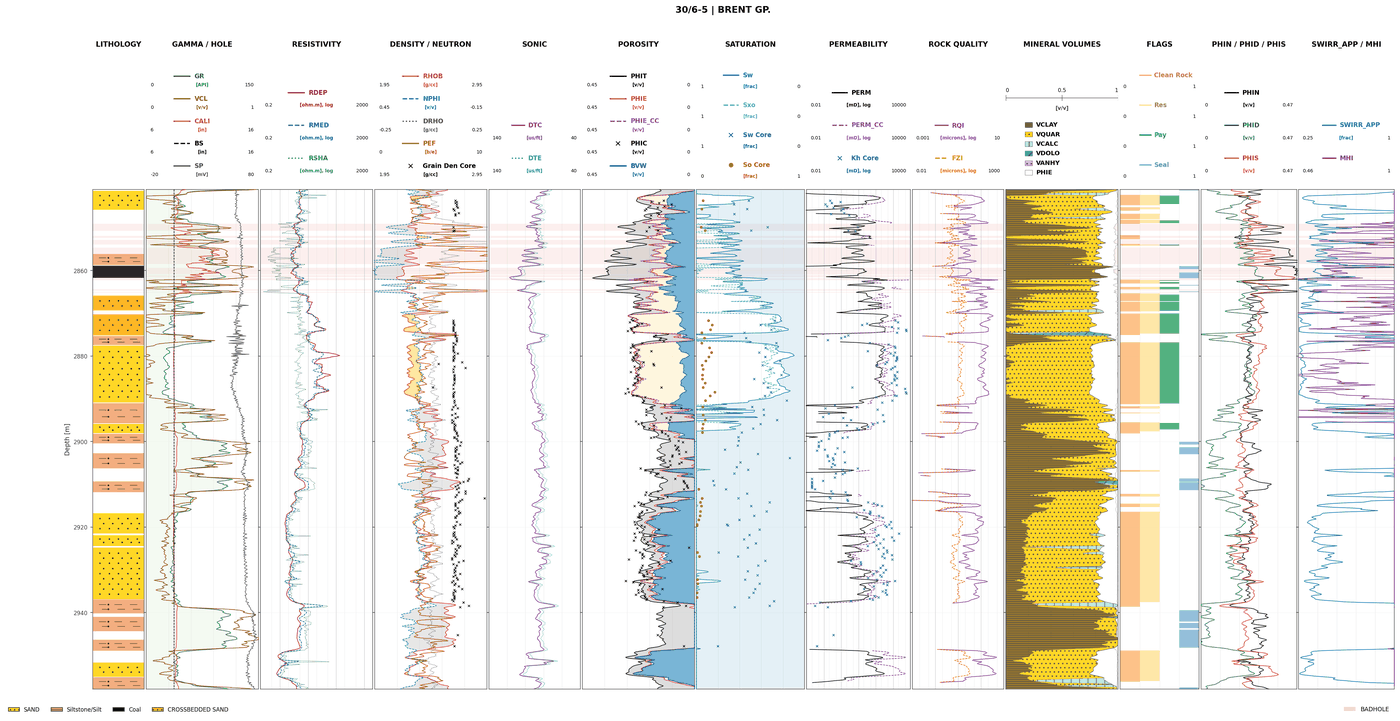 30/6-5 | BRENT GP.
LITHOLOGY GAMMA / HOLE RESISTIVITY DENSITY / NEUTRON SONIC POROSITY SATURATION PERMEABILITY ROCK QUALITY MINERAL VOLUMES FLAGS PHIN / PHID / PHIS SWIRR_APP / MHI
GR
0 [API] 150
VCL
0 [v/v] 1
CALI
6 [in] 16
BS
6 [in] 16
SP
-20 [mV] 80
RDEP
0.2 [ohm.m], log 2000
RMED
0.2 [ohm.m], log 2000
RSHA
0.2 [ohm.m], log 2000
RHOB
1.95 [g/cc] 2.95
NPHI
0.45 [v/v] -0.15
DRHO
-0.25 [g/cc] 0.25
PEF
0 [b/e] 10
Grain Den Core
1.95 [g/cc] 2.95
DTC
140 [us/ft] 40
DTE
140 [us/ft] 40
PHIT
0.45 [v/v] 0
PHIE
0.45 [v/v] 0
PHIE_CC
0.45 [v/v] 0
PHIC
0.45 [v/v] 0
BVW
0.45 [v/v] 0
Sw
1 [frac] 0
Sxo
1 [frac] 0
Sw Core
1 [frac] 0
So Core
0 [frac] 1
PERM
0.01 [mD], log 10000
PERM_CC
0.01 [mD], log 10000
Kh Core
0.01 [mD], log 10000
RQI
0.001 [microns], log 10
FZI
0.01 [microns], log 1000
0 0.5 1
[v/v]
VCLAY
VQUAR
VCALC
VDOLO
VANHY
PHIE
Clean Rock
0 1
Res
0 1
Pay
0 1
Seal
0 1
PHIN
0 [v/v] 0.47
PHID
0 [v/v] 0.47
PHIS
0 [v/v] 0.47
SWIRR_APP
0.25 [frac] 1
MHI
0.46 1
Depth [m]
2860
2880
2900
2920
2940
SAND Siltstone/Silt Coal CROSSBEDDED SAND BADHOLE